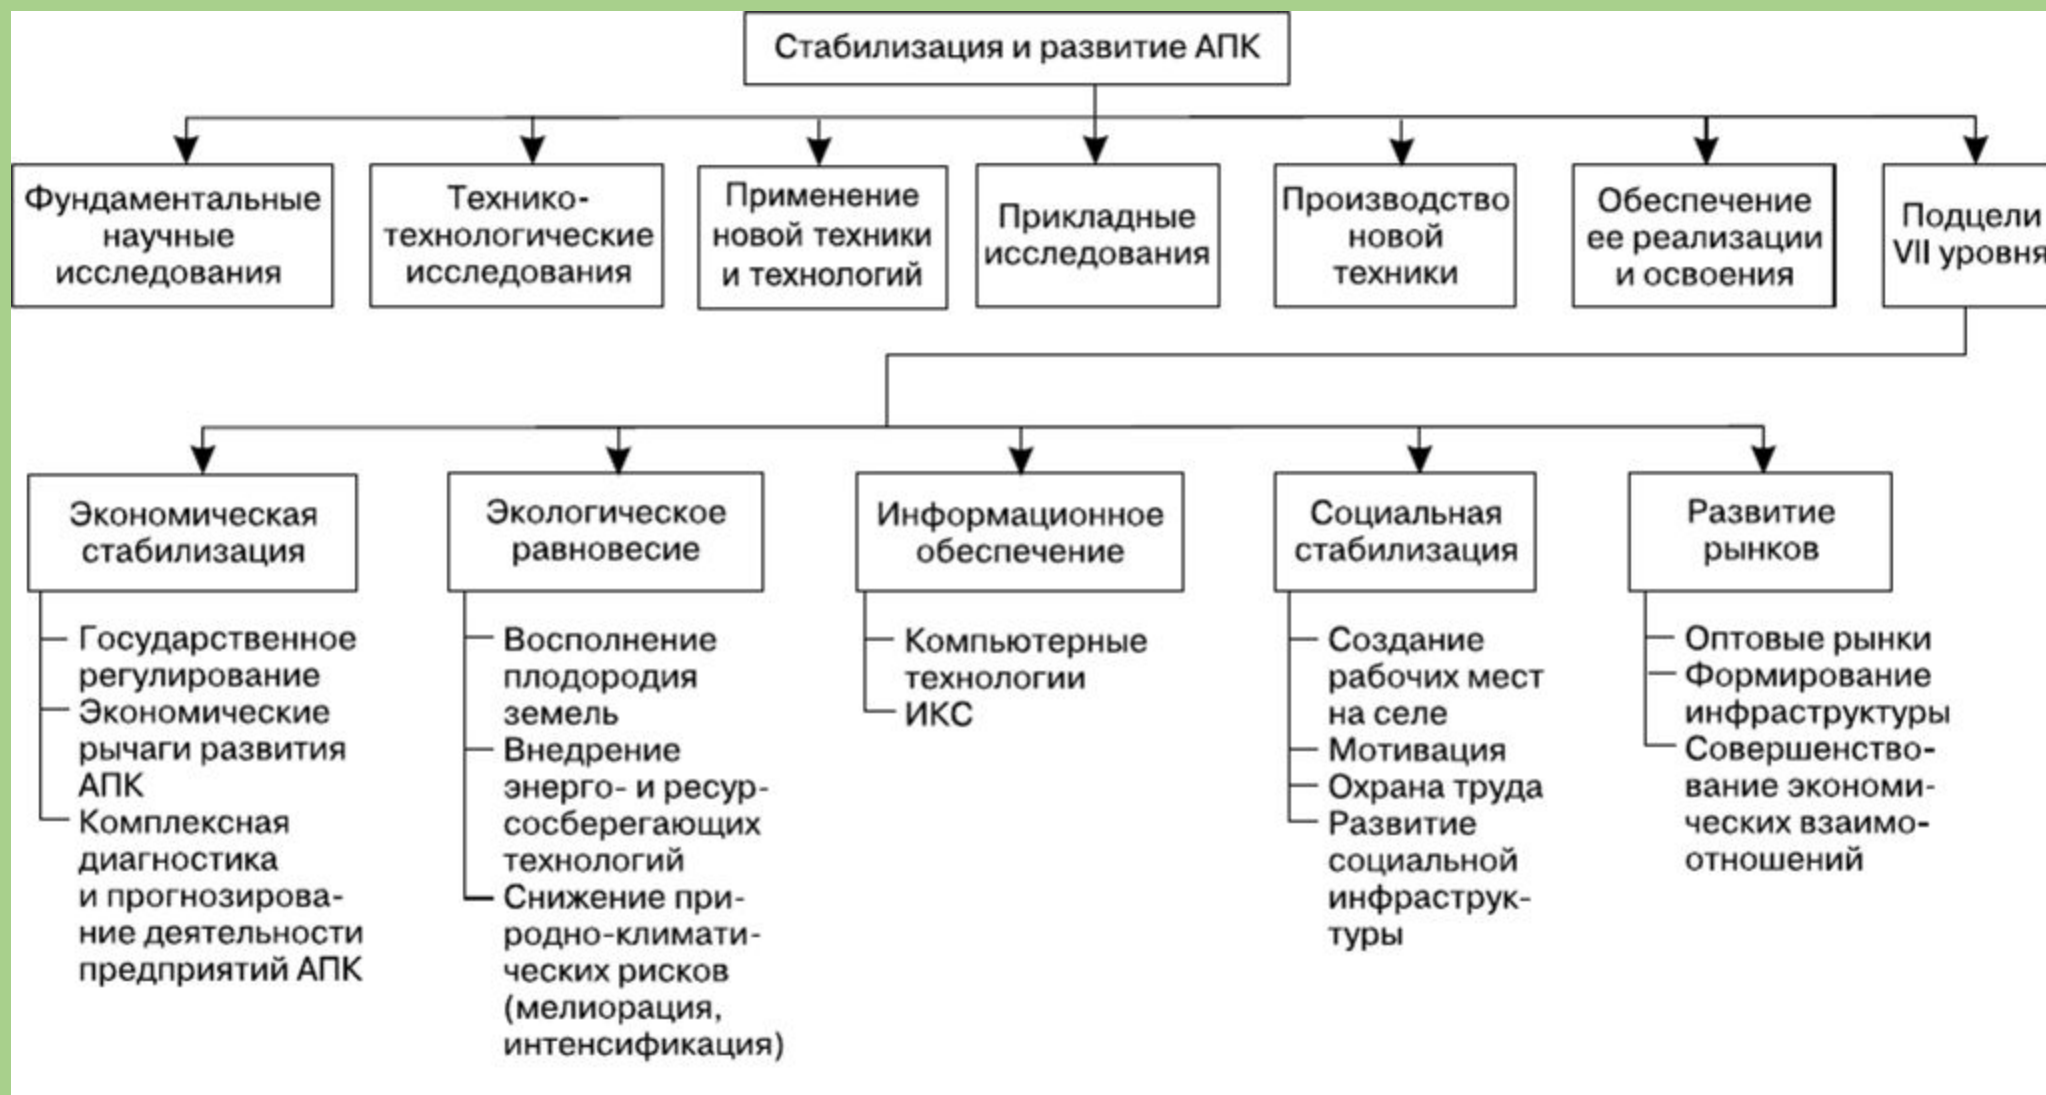 Стабилизация и развитие АПК
Фундаментальные
научные
исследования
Технико-
технологические
исследования
Применение
новой техники
и технологий
Прикладные
исследования
Производство
новой
техники
Обеспечение
ее реализации
и освоения
Подцели
VII уровня
Экономическая
стабилизация
Государственное
регулирование
Экономические
рычаги развития
АПК
Комплексная
диагностика
и прогнозирова-
ние деятельности
предприятий АПК
Экологическое
равновесие
Восполнение
плодородия
земель
Внедрение
энерго- и ресур-
сосберегающих
технологий
Снижение при-
родно-климати-
ческих рисков
(мелиорация,
интенсификация)
Информационное
обеспечение
Компьютерные
технологии
ИКС
Социальная
стабилизация
Создание
рабочих мест
на селе
Мотивация
Охрана труда
Развитие
социальной
инфраструк-
туры
Развитие
рынков
Оптовые рынки
Формирование
инфраструктуры
Совершенство-
вание экономи-
ческих взаимо-
отношений